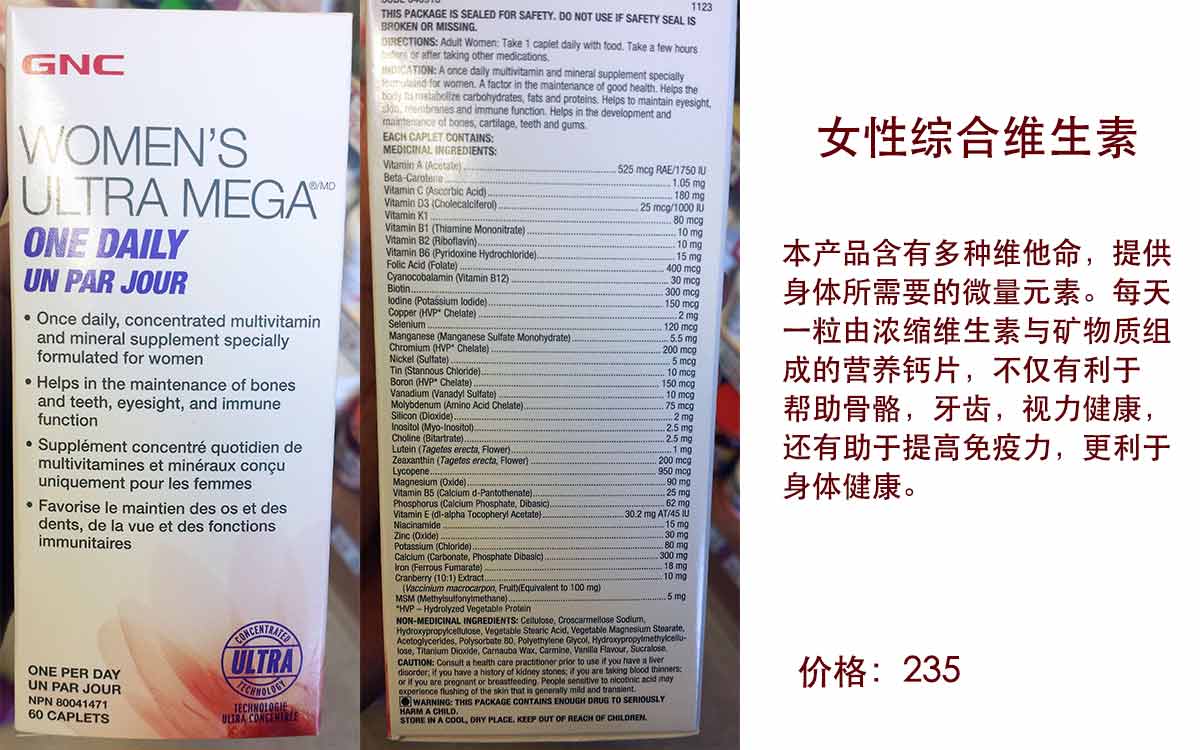 GNC
WOMEN'S
ULTRA MEGA®/MD
ONE DAILY
UN PAR JOUR
• Once daily, concentrated multivitamin
and mineral supplement specially
formulated for women
• Helps in the maintenance of bones
and teeth, eyesight, and immune
function
• Supplément concentré quotidien de
multivitamines et minéraux conçu
uniquement pour les femmes
• Favorise le maintien des os et des
dents, de la vue et des fonctions
immunitaires
CONCENTRATED
ULTRA
TECHNOLOGY
TECHNOLOGIE
ULTRA CONCENTRÉE
ONE PER DAY
UN PAR JOUR
NPN 80041471
60 CAPLETS
1123
THIS PACKAGE IS SEALED FOR SAFETY. DO NOT USE IF SAFETY SEAL IS
BROKEN OR MISSING.
DIRECTIONS: Adult Women: Take 1 caplet daily with food. Take a few hours
before or after taking other medications.
INDICATION: A once daily multivitamin and mineral supplement specially
formulated for women. A factor in the maintenance of good health. Helps the
body to metabolize carbohydrates, fats and proteins. Helps to maintain eyesight,
skin, membranes and immune function. Helps in the development and
maintenance of bones, cartilage, teeth and gums.
EACH CAPLET CONTAINS:
MEDICINAL INGREDIENTS:
Vitamin A (Acetate) 525 mcg RAE/1750 IU
Beta-Carotene 1.05 mg
Vitamin C (Ascorbic Acid) 180 mg
Vitamin D3 (Cholecalciferol) 25 mcg/1000 IU
Vitamin K1 80 mcg
Vitamin B1 (Thiamine Mononitrate) 10 mg
Vitamin B2 (Riboflavin) 10 mg
Vitamin B6 (Pyridoxine Hydrochloride) 15 mg
Folic Acid (Folate) 400 mcg
Cyanocobalamin (Vitamin B12) 30 mcg
Biotin 300 mcg
Iodine (Potassium Iodide) 150 mcg
Copper (HVP* Chelate) 2 mg
Selenium 120 mcg
Manganese (Manganese Sulfate Monohydrate) 5.5 mg
Chromium (HVP* Chelate) 200 mcg
Nickel (Sulfate) 5 mcg
Tin (Stannous Chloride) 10 mcg
Boron (HVP* Chelate) 150 mcg
Vanadium (Vanadyl Sulfate) 10 mcg
Molybdenum (Amino Acid Chelate) 75 mcg
Silicon (Dioxide) 2 mg
Inositol (Myo-Inositol) 2.5 mg
Choline (Bitartrate) 2.5 mg
Lutein (Tagetes erecta, Flower) 1 mg
Zeaxanthin (Tagetes erecta, Flower) 200 mcg
Lycopene 950 mcg
Magnesium (Oxide) 90 mg
Vitamin B5 (Calcium d-Pantothenate) 25 mg
Phosphorus (Calcium Phosphate, Dibasic) 62 mg
Vitamin E (dl-alpha Tocopheryl Acetate) 30.2 mg AT/45 IU
Niacinamide 15 mg
Zinc (Oxide) 30 mg
Potassium (Chloride) 80 mg
Calcium (Carbonate, Phosphate Dibasic) 300 mg
Iron (Ferrous Fumarate) 18 mg
Cranberry (10:1) Extract 10 mg
(Vaccinium macrocarpon, Fruit)(Equivalent to 100 mg)
MSM (Methylsulfonylmethane) 5 mg
*HVP – Hydrolyzed Vegetable Protein
NON-MEDICINAL INGREDIENTS: Cellulose, Croscarmellose Sodium,
Hydroxypropylcellulose, Vegetable Stearic Acid, Vegetable Magnesium Stearate,
Acetoglycerides, Polysorbate 80, Polyethylene Glycol, Hydroxypropylmethylcellu-
lose, Titanium Dioxide, Carnauba Wax, Carmine, Vanilla Flavour, Sucralose.
CAUTION: Consult a health care practitioner prior to use if you have a liver
disorder; if you have a history of kidney stones; if you are taking blood thinners;
or if you are pregnant or breastfeeding. People sensitive to nicotinic acid may
experience flushing of the skin that is generally mild and transient.
WARNING: THIS PACKAGE CONTAINS ENOUGH DRUG TO SERIOUSLY
HARM A CHILD.
STORE IN A COOL, DRY PLACE. KEEP OUT OF REACH OF CHILDREN.
女性综合维生素
本产品含有多种维他命，提供
身体所需要的微量元素。每天
一粒由浓缩维生素与矿物质组
成的营养钙片，不仅有利于
帮助骨骼，牙齿，视力健康，
还有助于提高免疫力，更利于
身体健康。
价格：235